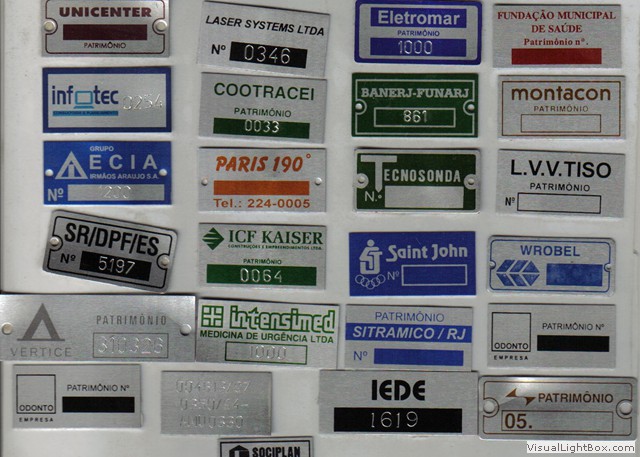 UNICENTER
PATRIMÔNIO
LASER SYSTEMS LTDA
Nº 0346
Eletromar
PATRIMÔNIO
1000
FUNDAÇÃO MUNICIPAL
DE SAÚDE
Patrimônio nº.
infotec
COOTRACEI
PATRIMÔNIO
0033
BANERJ-FUNARJ
861
montacon
PATRIMÔNIO
GRUPO
ECIA
IRMÃOS ARAUJO S.A.
Nº
PARIS 190°
Tel.: 224-0005
TECNOSONDA
N.º
L.V.V.TISO
PATRIMÔNIO
Nº
SR/DPF/ES
Nº 5197
ICF KAISER
CONSTRUÇÕES E EMPREENDIMENTOS LTDA.
PATRIMÔNIO
0064
Saint John
Nº
WROBEL
VERTICE
PATRIMÔNIO
intensimed
MEDICINA DE URGÊNCIA LTDA
PATRIMÔNIO
SITRAMICO / RJ
Nº
ODONTO
EMPRESA
PATRIMÔNIO Nº
ODONTO
EMPRESA
PATRIMÔNIO Nº
IEDE
1619
PATRIMÔNIO
05.
SOCIPLAN
VisualLightBox.com